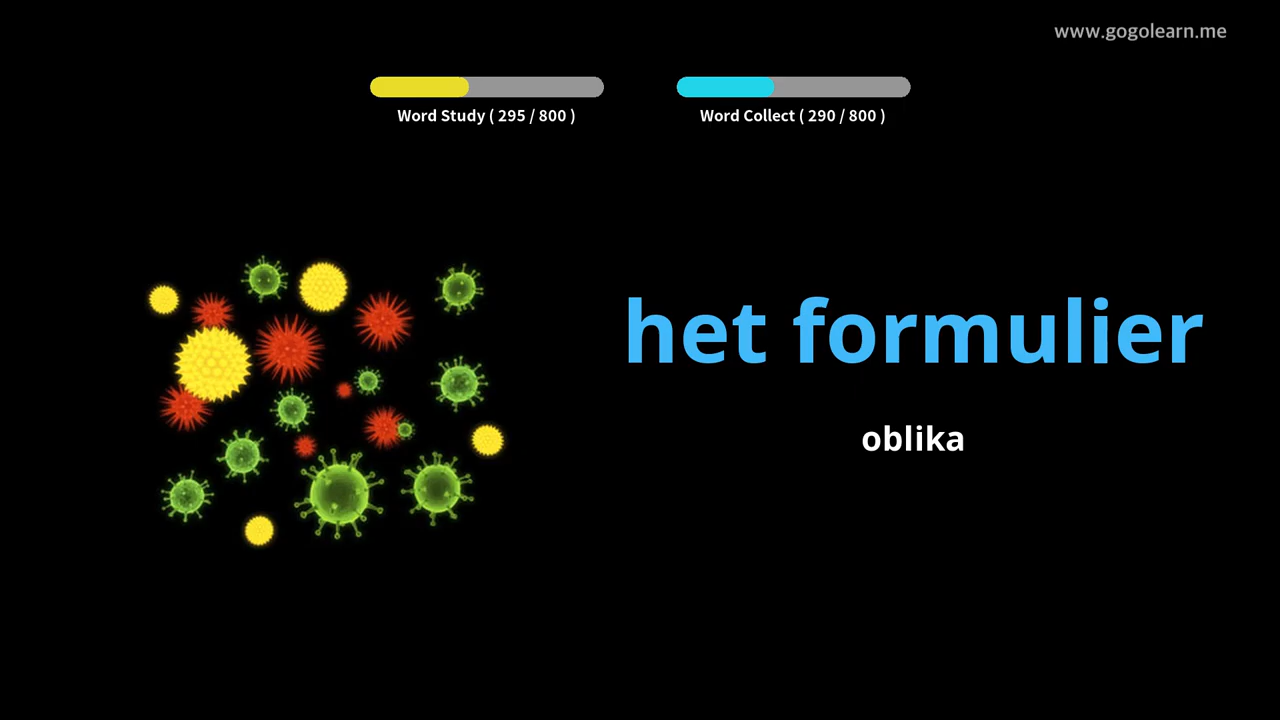 www.gogolearn.me
Word Study ( 295 / 800 )
Word Collect ( 290 / 800 )
het formulier
oblika